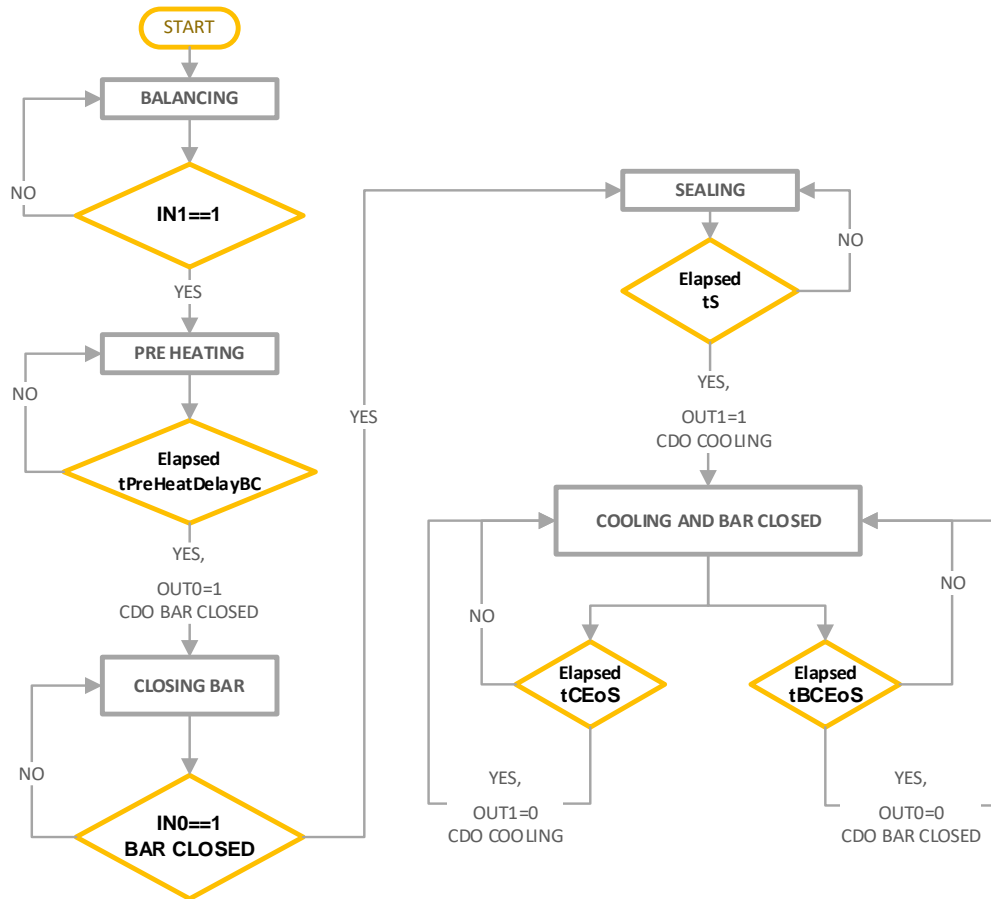 START
BALANCING
NO
IN1==1
YES
PRE HEATING
NO
Elapsed
tPreHeatDelayBC
YES,
OUT0=1
CDO BAR CLOSED
CLOSING BAR
NO
IN0==1
BAR CLOSED
YES
SEALING
NO
Elapsed
tS
YES,
OUT1=1
CDO COOLING
COOLING AND BAR CLOSED
NO
NO
Elapsed
tCEoS
Elapsed
tBCEoS
YES,
OUT1=0
CDO COOLING
YES,
OUT0=0
CDO BAR CLOSED